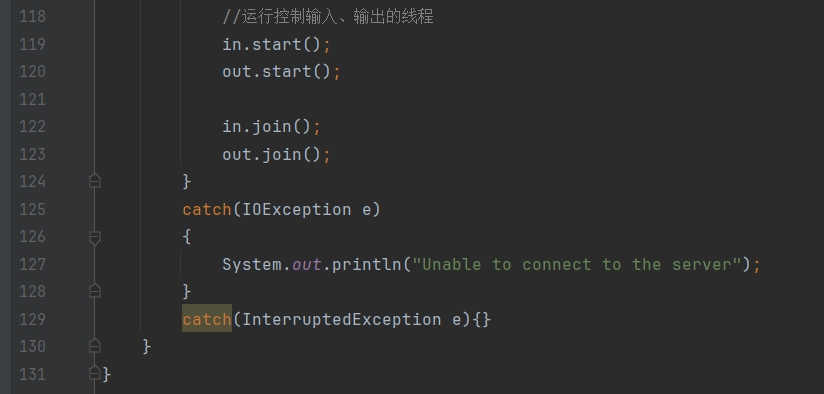 118 //运行控制输入、输出的线程
119 in.start();
120 out.start();
121
122 in.join();
123 out.join();
124 }
125 catch(IOException e)
126 {
127 System.out.println("Unable to connect to the server");
128 }
129 catch(InterruptedException e){}
130 }
131 }